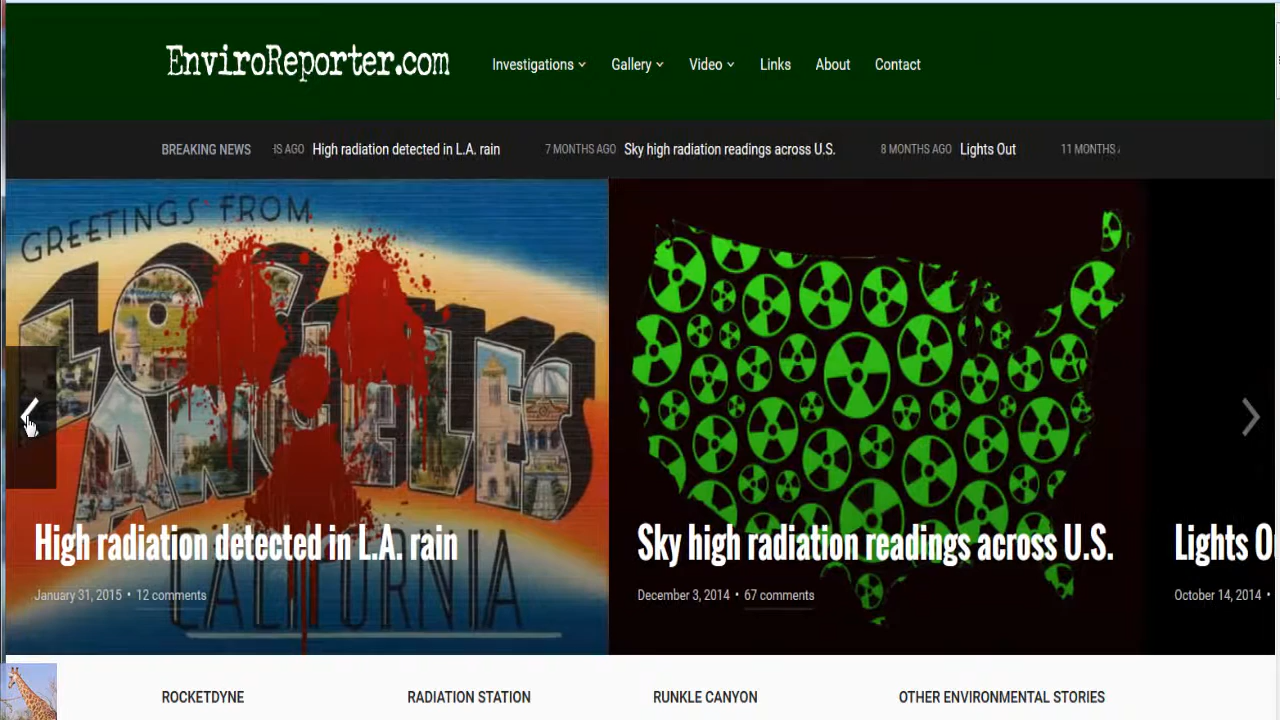 EnviroReporter.com
Investigations Gallery Video Links About Contact
BREAKING NEWS HS AGO High radiation detected in L.A. rain 7 MONTHS AGO Sky high radiation readings across U.S. 8 MONTHS AGO Lights Out 11 MONTHS
GREETINGS FROM
LOS ANGELES
CALIFORNIA
High radiation detected in L.A. rain
January 31, 2015 • 12 comments
Sky high radiation readings across U.S.
December 3, 2014 • 67 comments
Lights O
October 14, 2014 •
ROCKETDYNE RADIATION STATION RUNKLE CANYON OTHER ENVIRONMENTAL STORIES